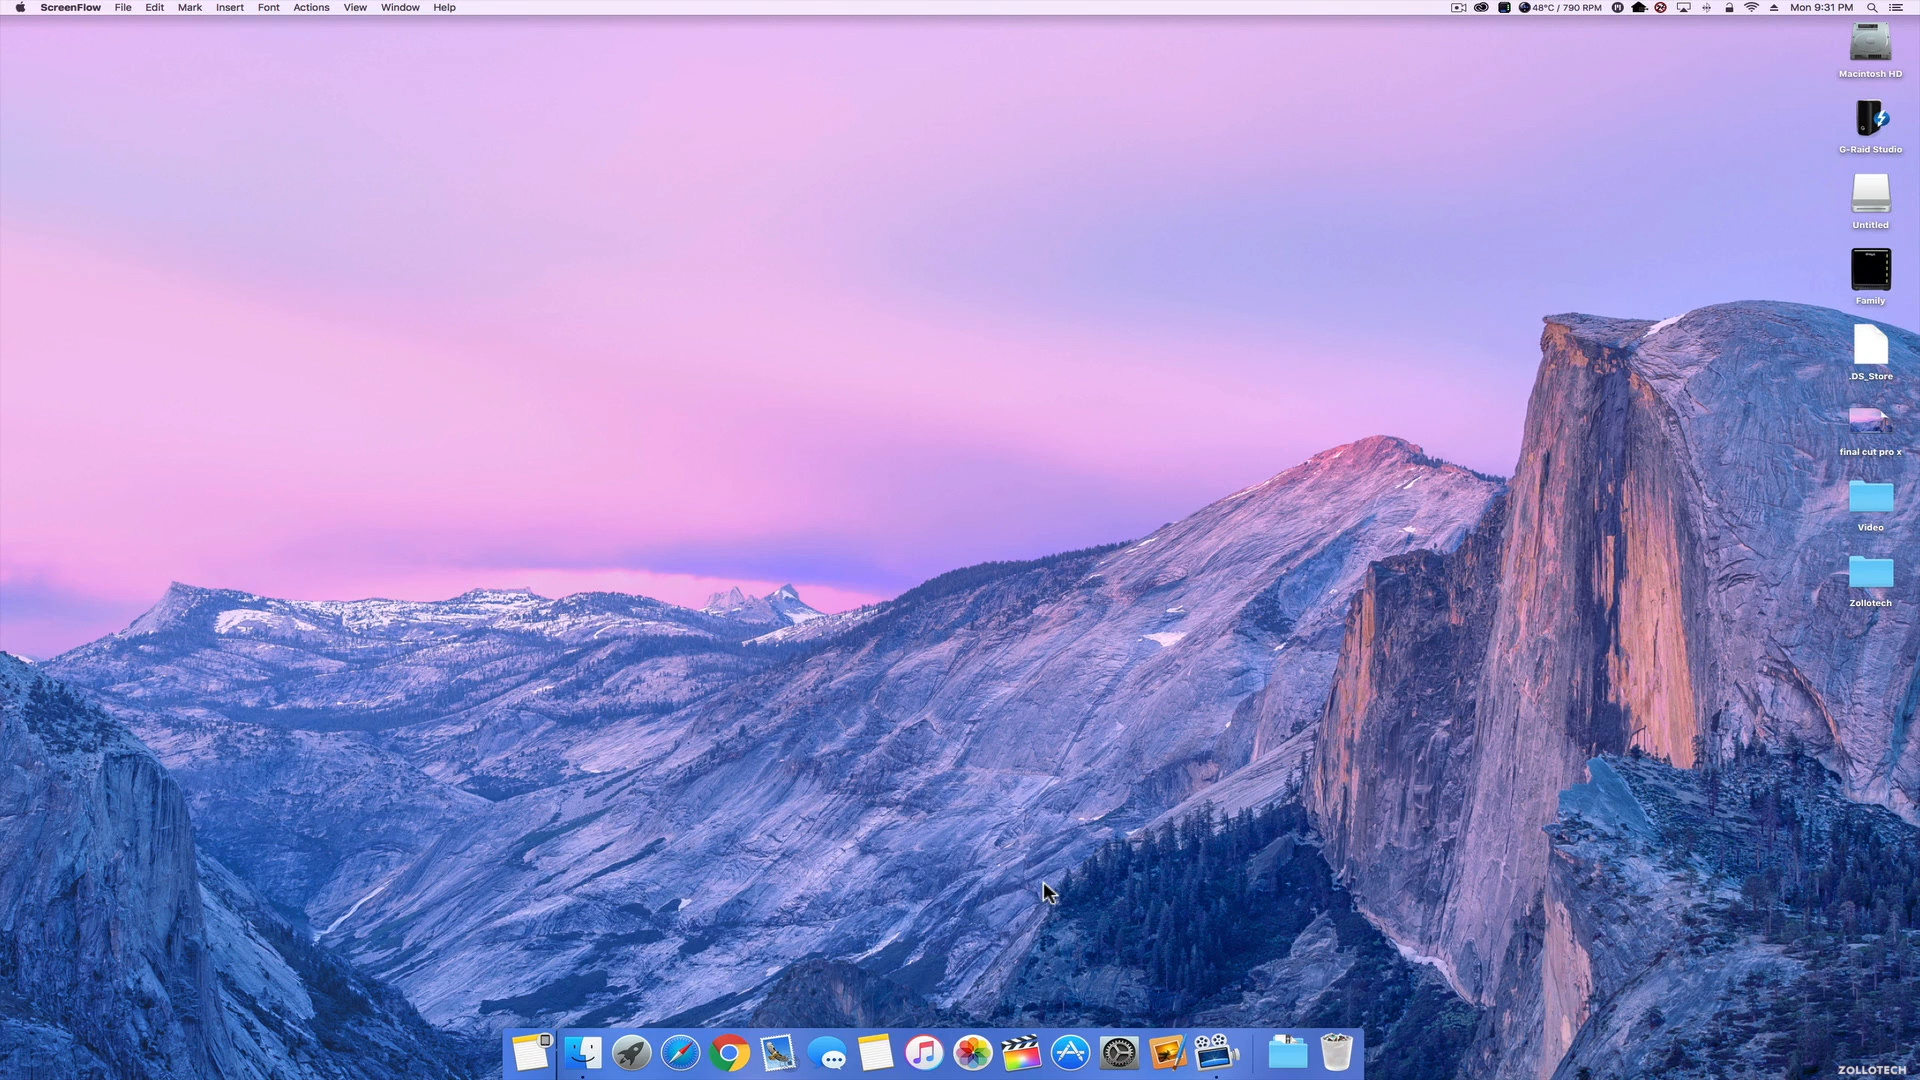 ScreenFlow File Edit Mark Insert Font Actions View Window Help 48°C / 790 RPM Mon 9:31 PM
Macintosh HD
G-Raid Studio
Untitled
Family
.DS_Store
final cut pro x
Video
Zollotech
ZOLLOTECH